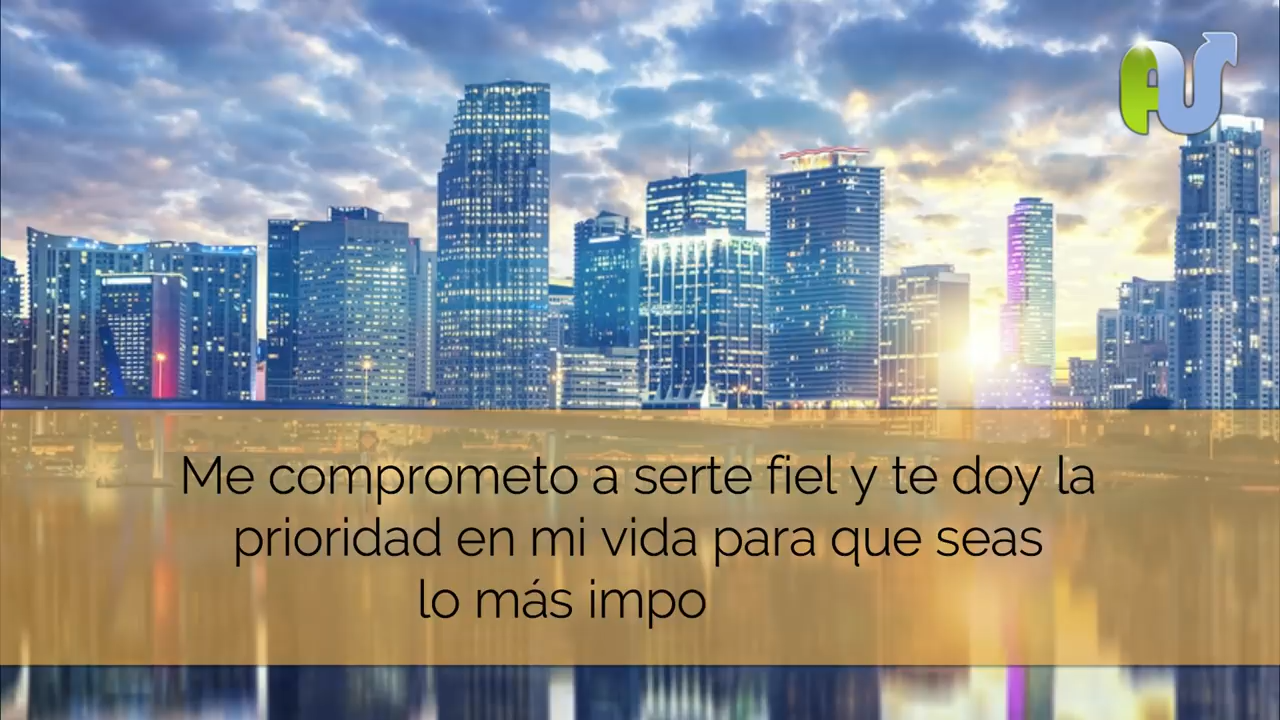 Me comprometo a serte fiel y te doy la
prioridad en mi vida para que seas
lo más impo